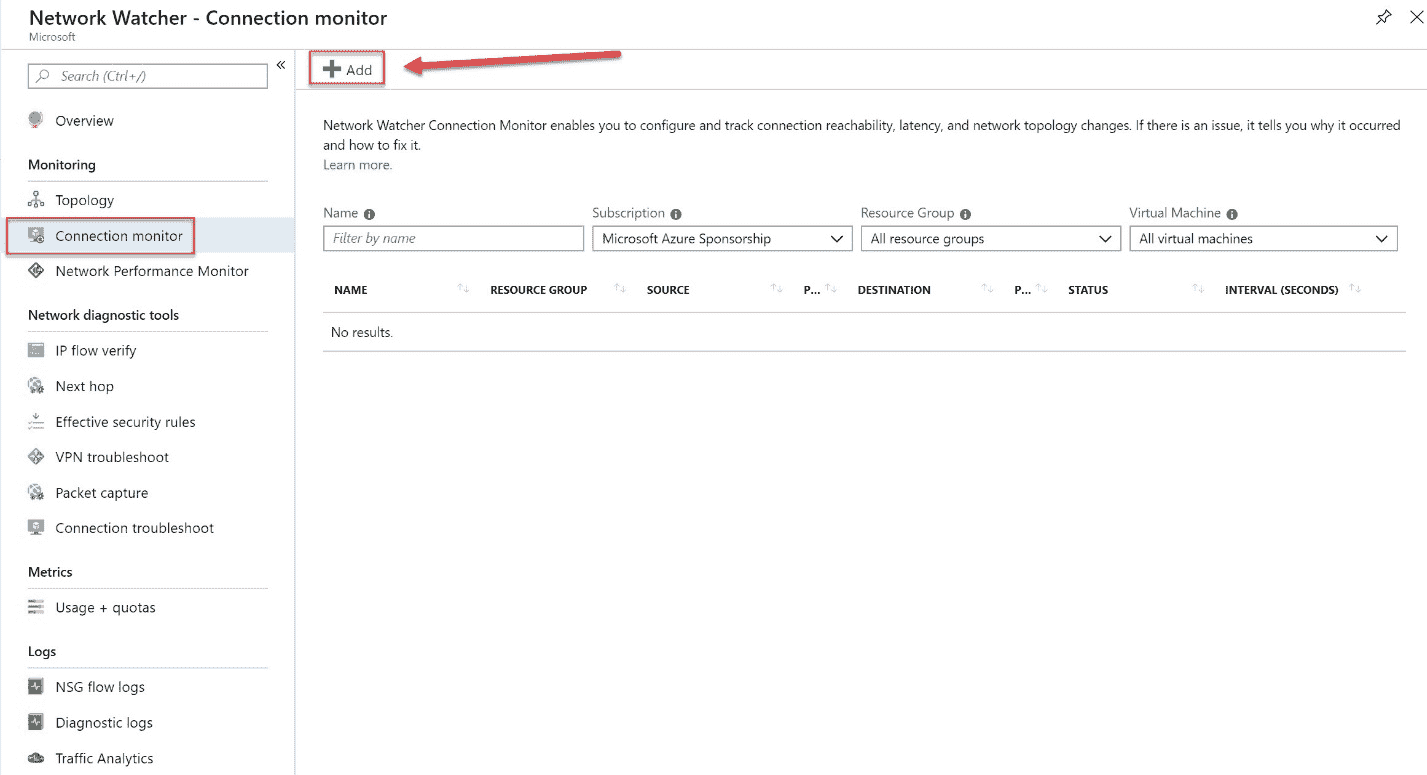 Network Watcher - Connection monitor
Microsoft
Search (Ctrl+/)
«
Overview
Monitoring
Topology
Connection monitor
Network Performance Monitor
Network diagnostic tools
IP flow verify
Next hop
Effective security rules
VPN troubleshoot
Packet capture
Connection troubleshoot
Metrics
Usage + quotas
Logs
NSG flow logs
Diagnostic logs
Traffic Analytics
Add
Network Watcher Connection Monitor enables you to configure and track connection reachability, latency, and network topology changes. If there is an issue, it tells you why it occurred
and how to fix it.
Learn more.
Name Subscription Resource Group Virtual Machine
Filter by name Microsoft Azure Sponsorship All resource groups All virtual machines
NAME RESOURCE GROUP SOURCE P... DESTINATION P... STATUS INTERVAL (SECONDS)
No results.